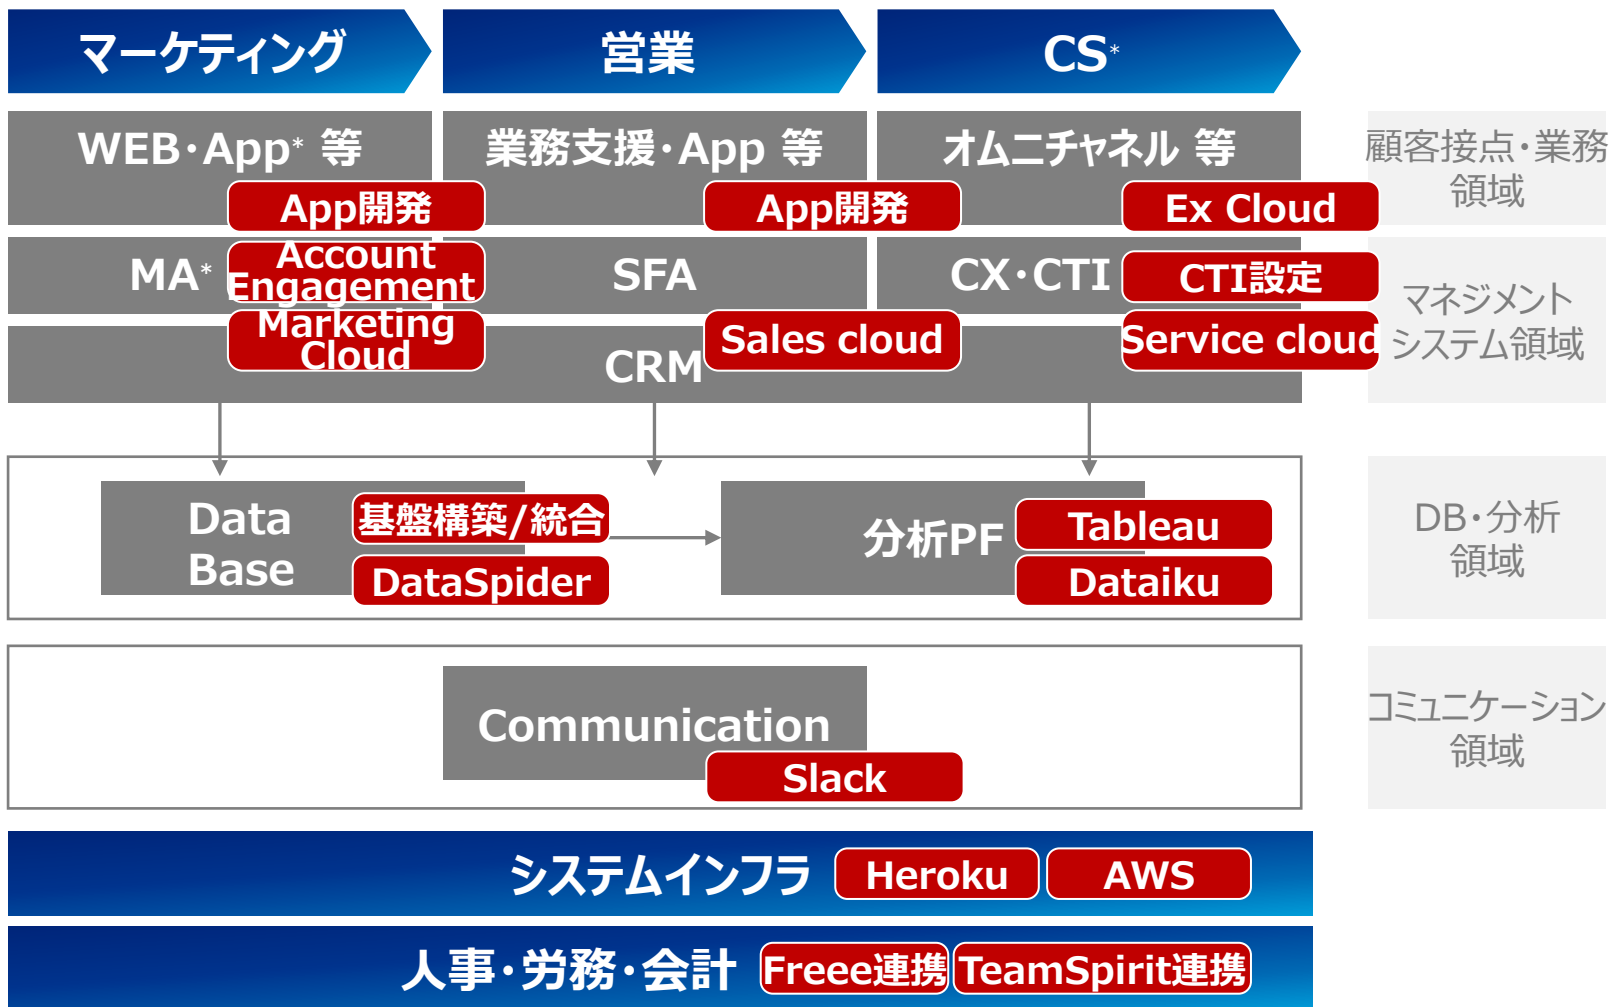 マーケティング
営業
CS*
WEB・App* 等
業務支援・App 等
オムニチャネル 等
顧客接点・業務
領域
App開発
App開発
Ex Cloud
MA*
Account
Engagement
SFA
CX・CTI
CTI設定
マネジメント
システム領域
Marketing
Cloud
CRM
Sales cloud
Service cloud
Data
Base
基盤構築/統合
DataSpider
分析PF
Tableau
Dataiku
DB・分析
領域
Communication
Slack
コミュニケーション
領域
システムインフラ
Heroku
AWS
人事・労務・会計
Freee連携
TeamSpirit連携